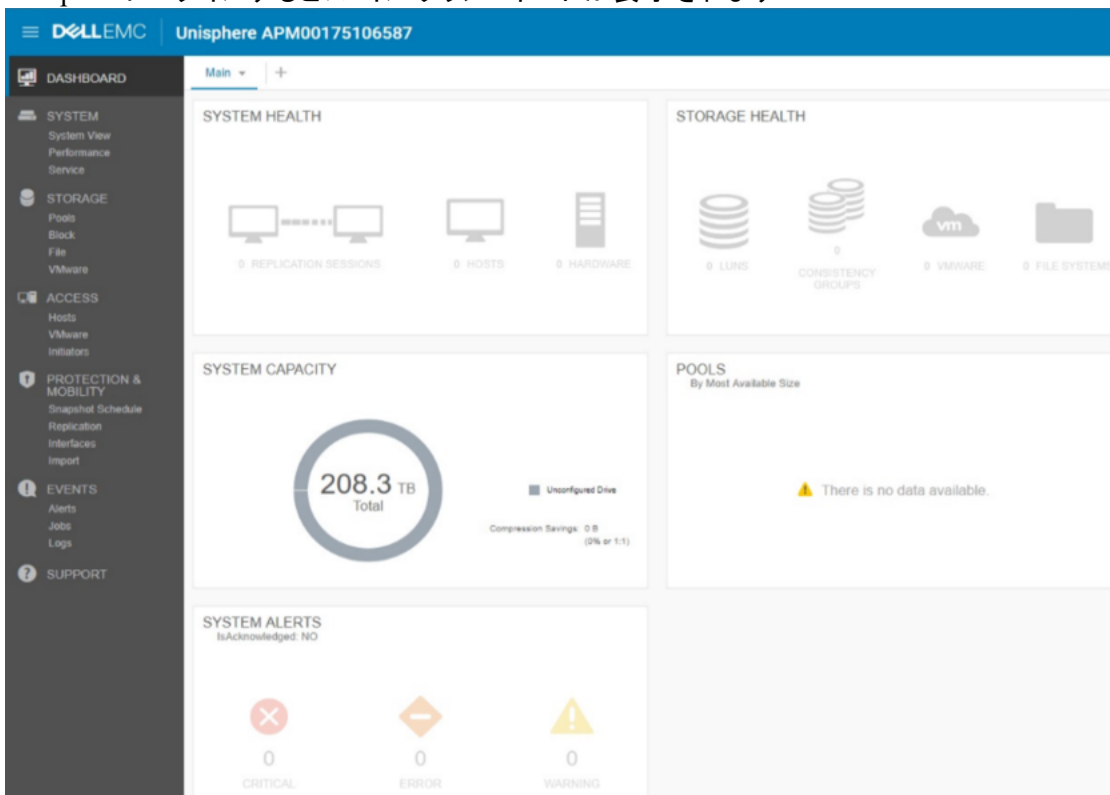 DELLEMC Unisphere APM00175106587
DASHBOARD
SYSTEM
System View
Performance
Service
STORAGE
Pools
Block
File
VMware
ACCESS
Hosts
VMware
Initiators
PROTECTION &
MOBILITY
Snapshot Schedule
Replication
Interfaces
Import
EVENTS
Alerts
Jobs
Logs
SUPPORT
Main
SYSTEM HEALTH
0 REPLICATION SESSIONS
0 HOSTS
0 HARDWARE
STORAGE HEALTH
0 LUNS
0
CONSISTENCY
GROUPS
vm
0 VMWARE
0 FILE SYSTEMS
SYSTEM CAPACITY
208.3 TB
Total
Unconfigured Drive
Compression Savings: 0 B
(0% or 1:1)
POOLS
By Most Available Size
There is no data available.
SYSTEM ALERTS
IsAcknowledged: NO
0
CRITICAL
0
ERROR
0
WARNING